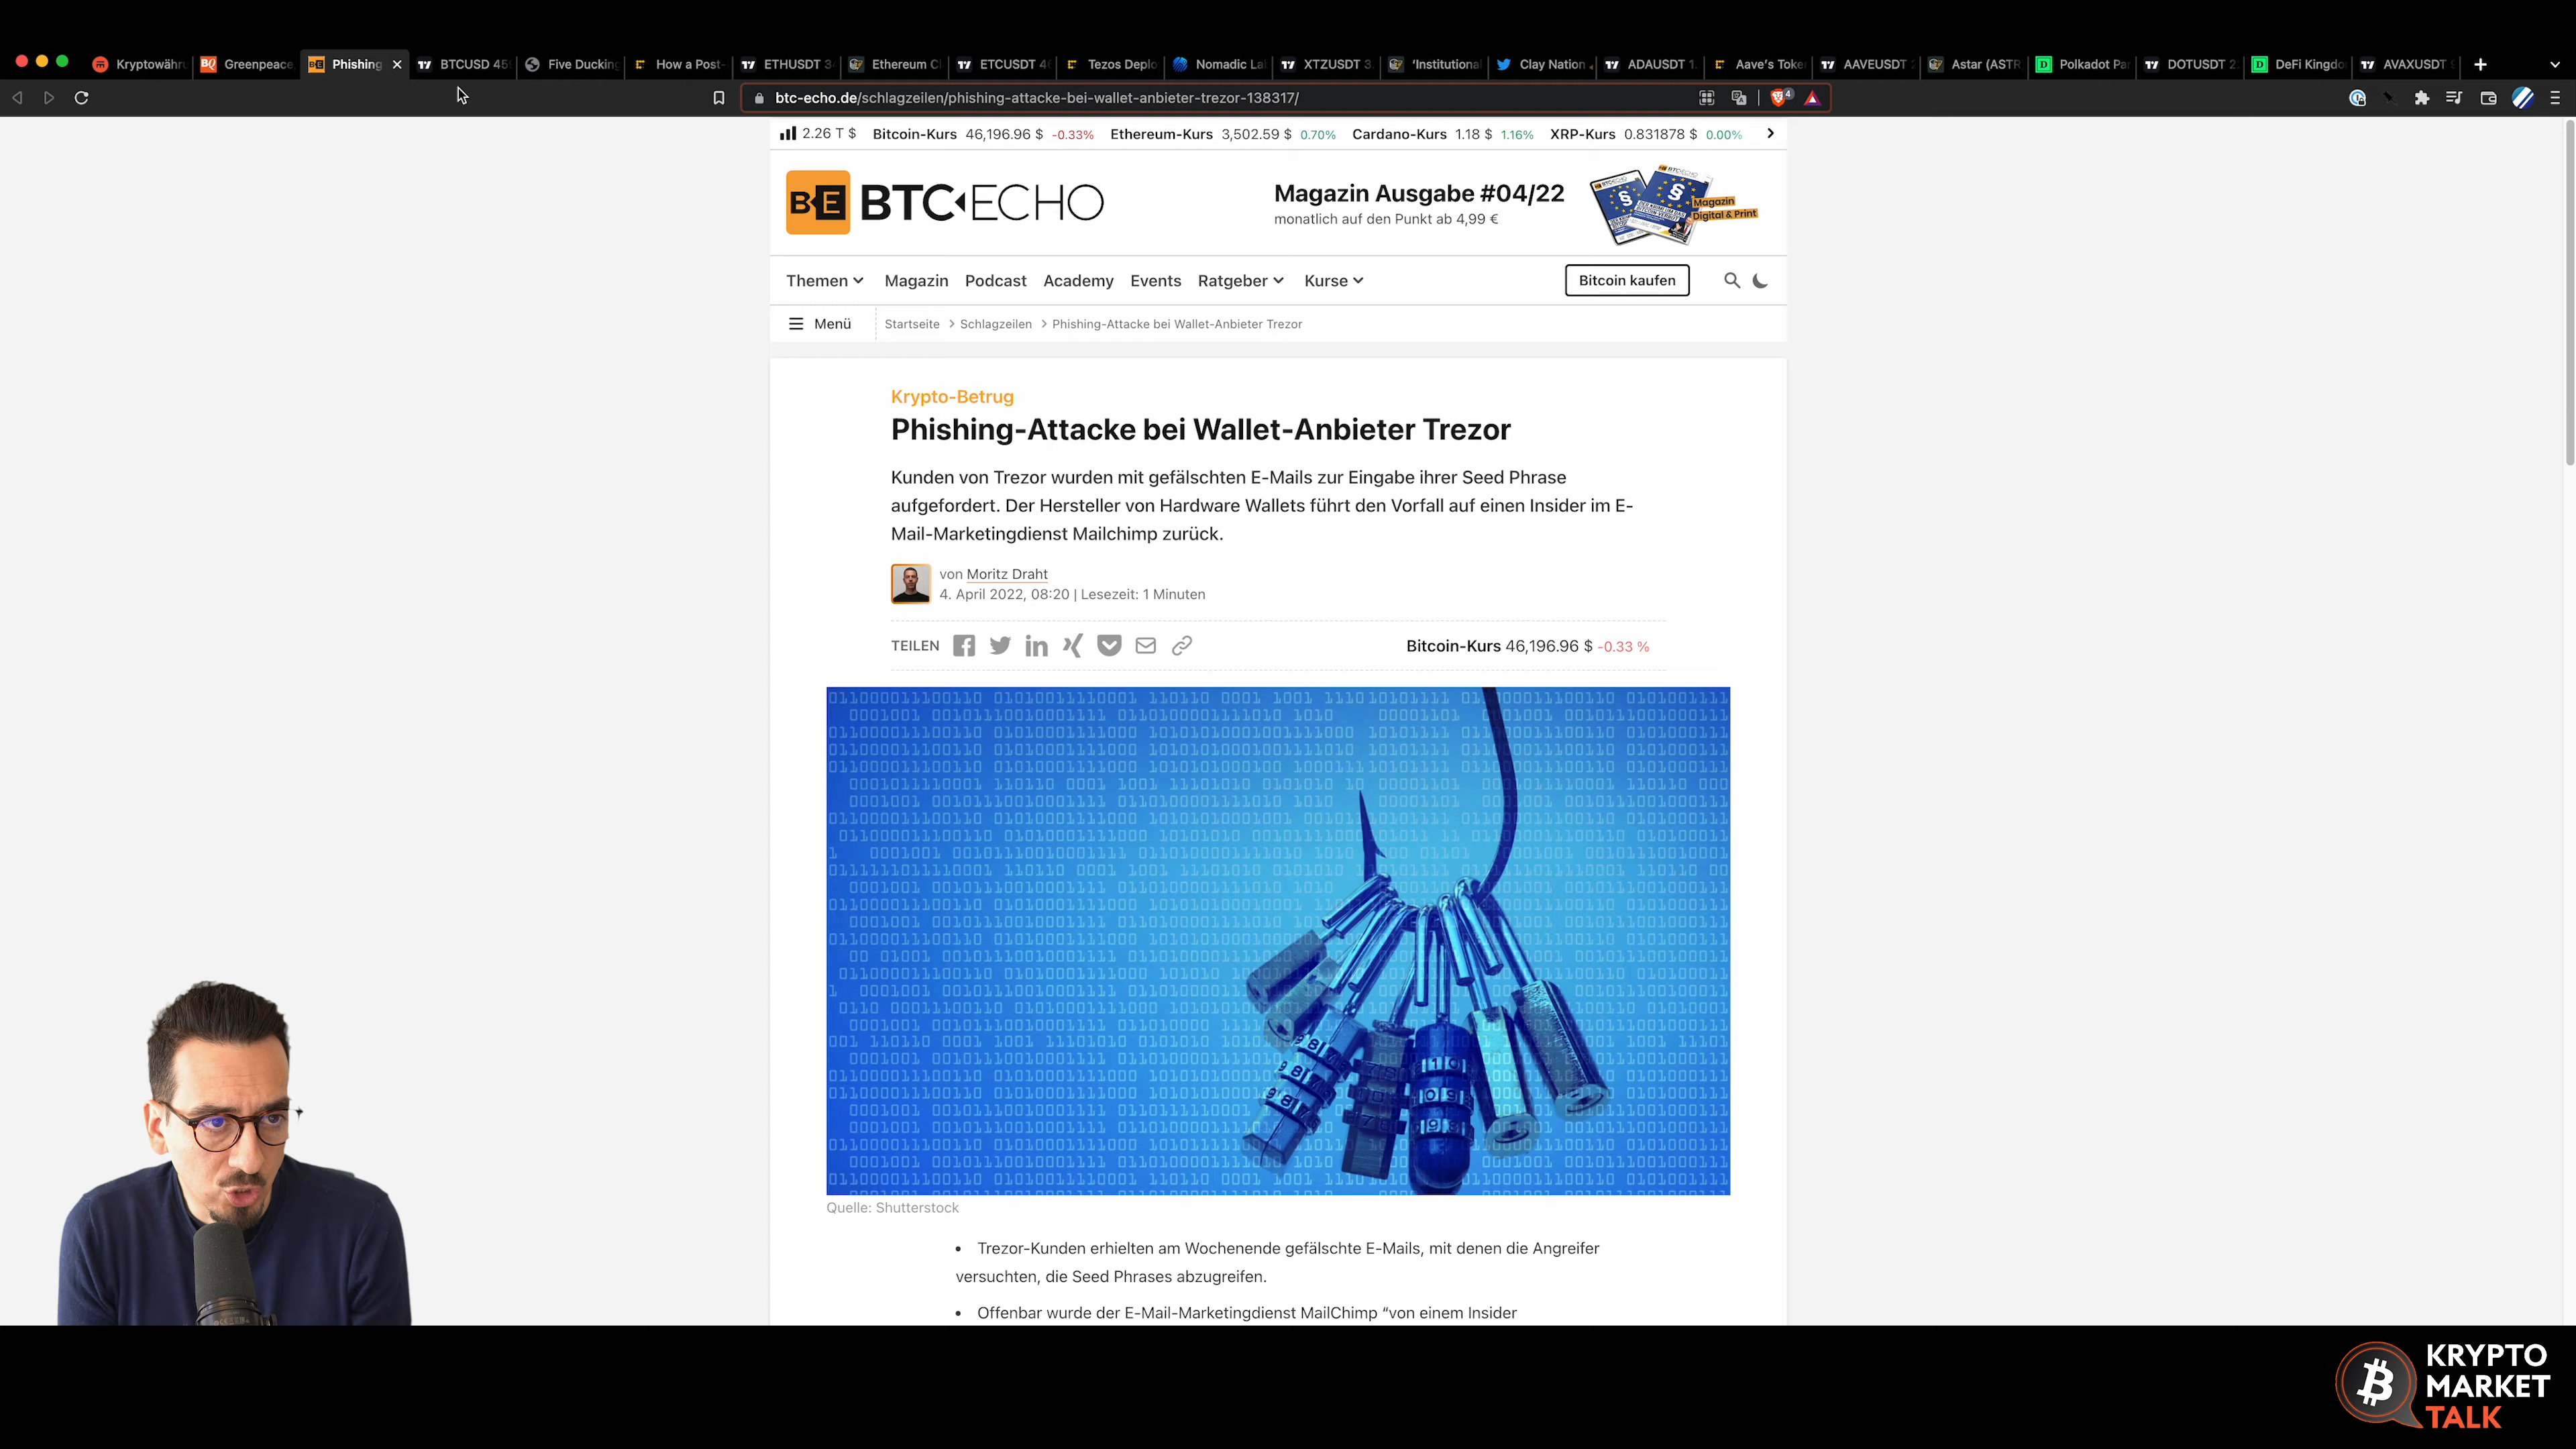 Kryptowähr
Greenpeace
Phishing
BTCUSD 45
Five Ducking
How a Post-
ETHUSDT 34
Ethereum C
ETCUSDT 46
Tezos Deplo
Nomadic La
XTZUSDT 3.
'Institutional
Clay Nation
ADAUSDT 1.
Aave's Toke
AAVEUSDT 2
Astar (ASTR
Polkadot Par
DOTUSDT 2
DeFi Kingdo
AVAXUSDT 9
btc-echo.de/schlagzeilen/phishing-attacke-bei-wallet-anbieter-trezor-138317/
4
2.26 T $ Bitcoin-Kurs 46,196.96 $ -0.33% Ethereum-Kurs 3,502.59 $ 0.70% Cardano-Kurs 1.18 $ 1.16% XRP-Kurs 0.831878 $ 0.00%
BE BTC ECHO
Magazin Ausgabe #04/22
monatlich auf den Punkt ab 4,99 €
Magazin
Digital & Print
Themen Magazin Podcast Academy Events Ratgeber Kurse Bitcoin kaufen
Menü Startseite > Schlagzeilen > Phishing-Attacke bei Wallet-Anbieter Trezor
Krypto-Betrug
Phishing-Attacke bei Wallet-Anbieter Trezor
Kunden von Trezor wurden mit gefälschten E-Mails zur Eingabe ihrer Seed Phrase
aufgefordert. Der Hersteller von Hardware Wallets führt den Vorfall auf einen Insider im E-
Mail-Marketingdienst Mailchimp zurück.
von Moritz Draht
4. April 2022, 08:20 | Lesezeit: 1 Minuten
TEILEN
Bitcoin-Kurs 46,196.96 $ -0.33 %
Quelle: Shutterstock
• Trezor-Kunden erhielten am Wochenende gefälschte E-Mails, mit denen die Angreifer
versuchten, die Seed Phrases abzugreifen.
• Offenbar wurde der E-Mail-Marketingdienst MailChimp “von einem Insider
KRYPTO
MARKET
TALK